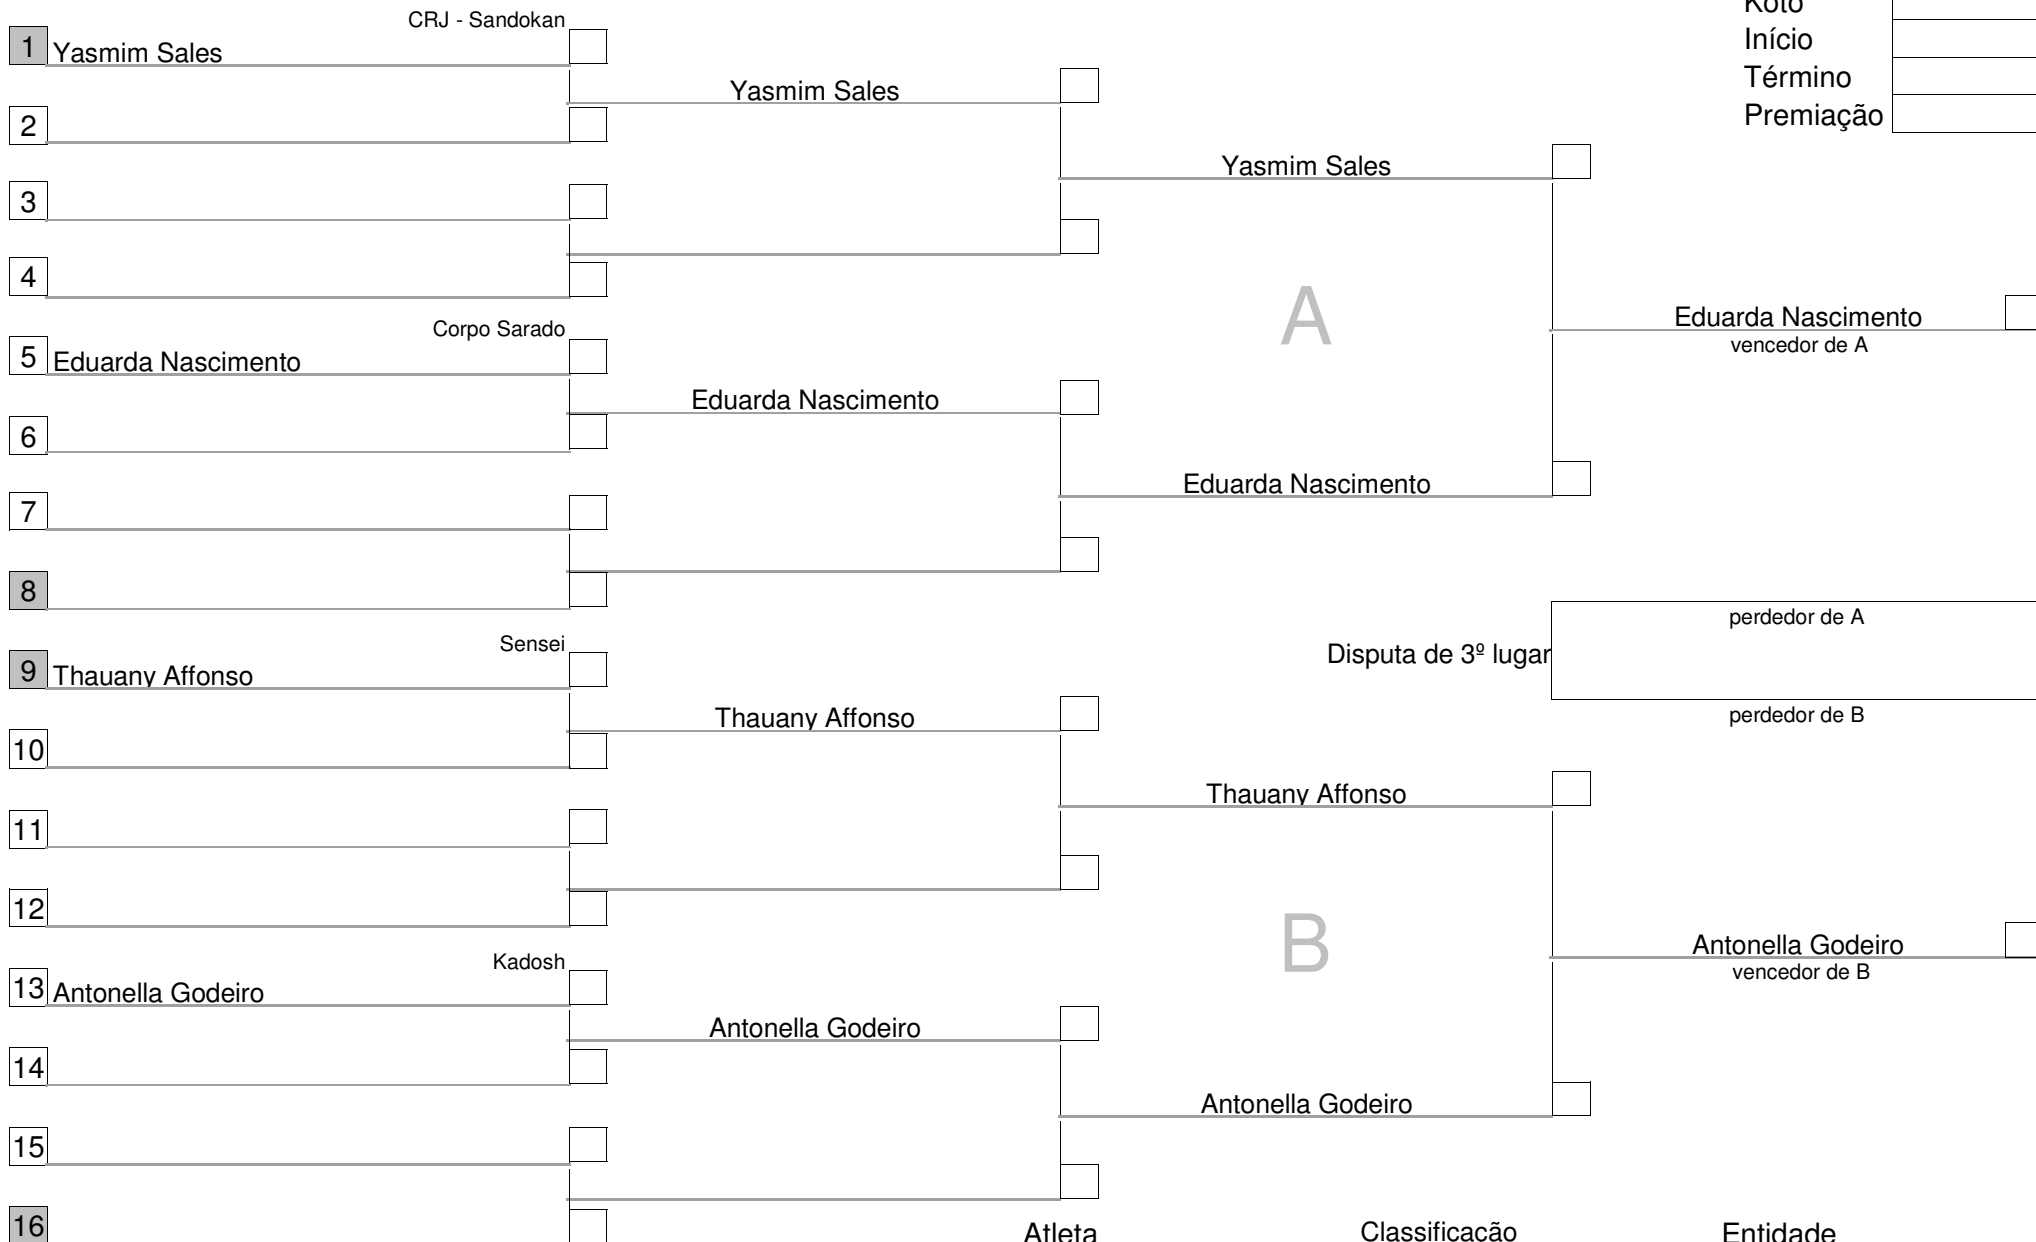 Koto
CRJ - Sandokan
1 Yasmim Sales
Início
Yasmim Sales
Término
2
Premiação
Yasmim Sales
3
4
A
Corpo Sarado
Eduarda Nascimento
vencedor de A
5 Eduarda Nascimento
Eduarda Nascimento
6
Eduarda Nascimento
7
8
perdedor de A
Sensei
Disputa de 3º lugar
9 Thauany Affonso
Thauany Affonso
perdedor de B
10
Thauany Affonso
11
12
B
Kadosh
Antonella Godeiro
vencedor de B
13 Antonella Godeiro
Antonella Godeiro
14
Antonella Godeiro
15
16
Atleta Classificação Entidade